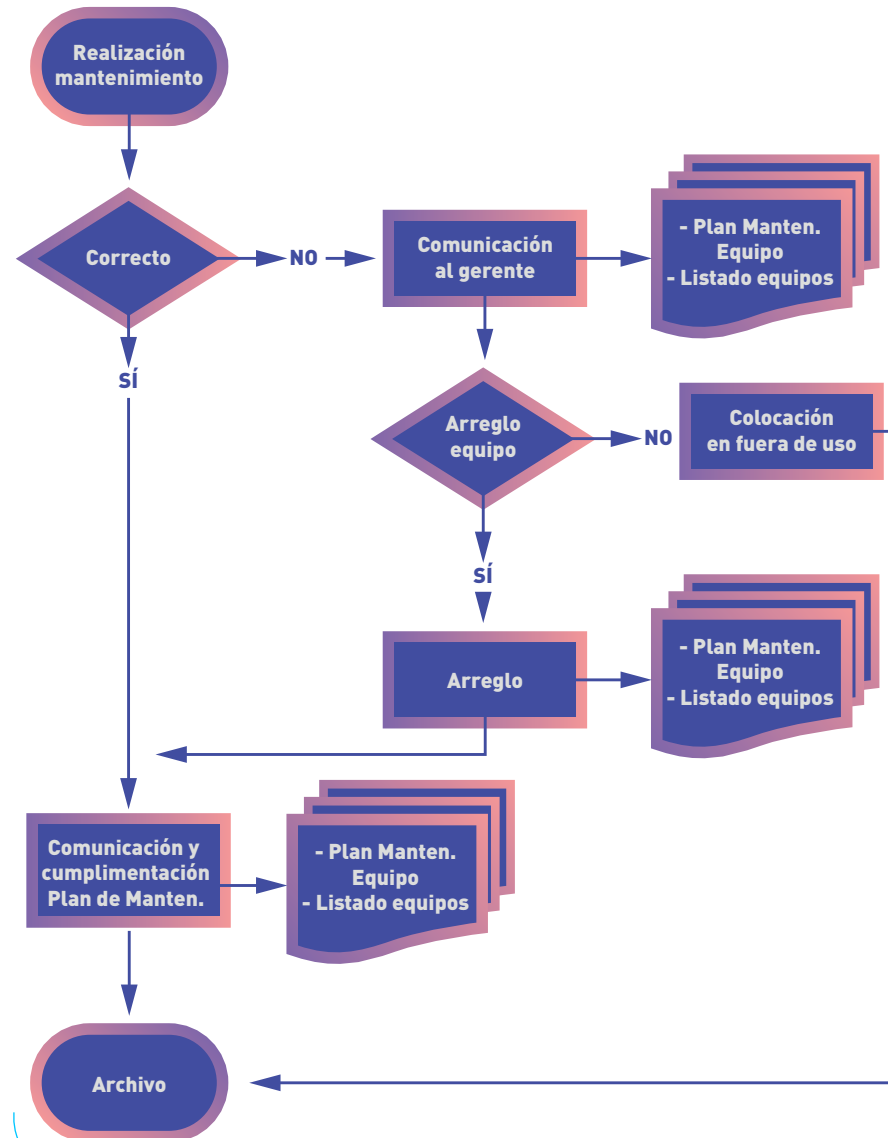 Realización
mantenimiento
Correcto
NO
Comunicación
al gerente
- Plan Manten.
Equipo
- Listado equipos
SÍ
Arreglo
equipo
NO
Colocación
en fuera de uso
SÍ
Arreglo
- Plan Manten.
Equipo
- Listado equipos
Comunicación y
cumplimentación
Plan de Manten.
- Plan Manten.
Equipo
- Listado equipos
Archivo